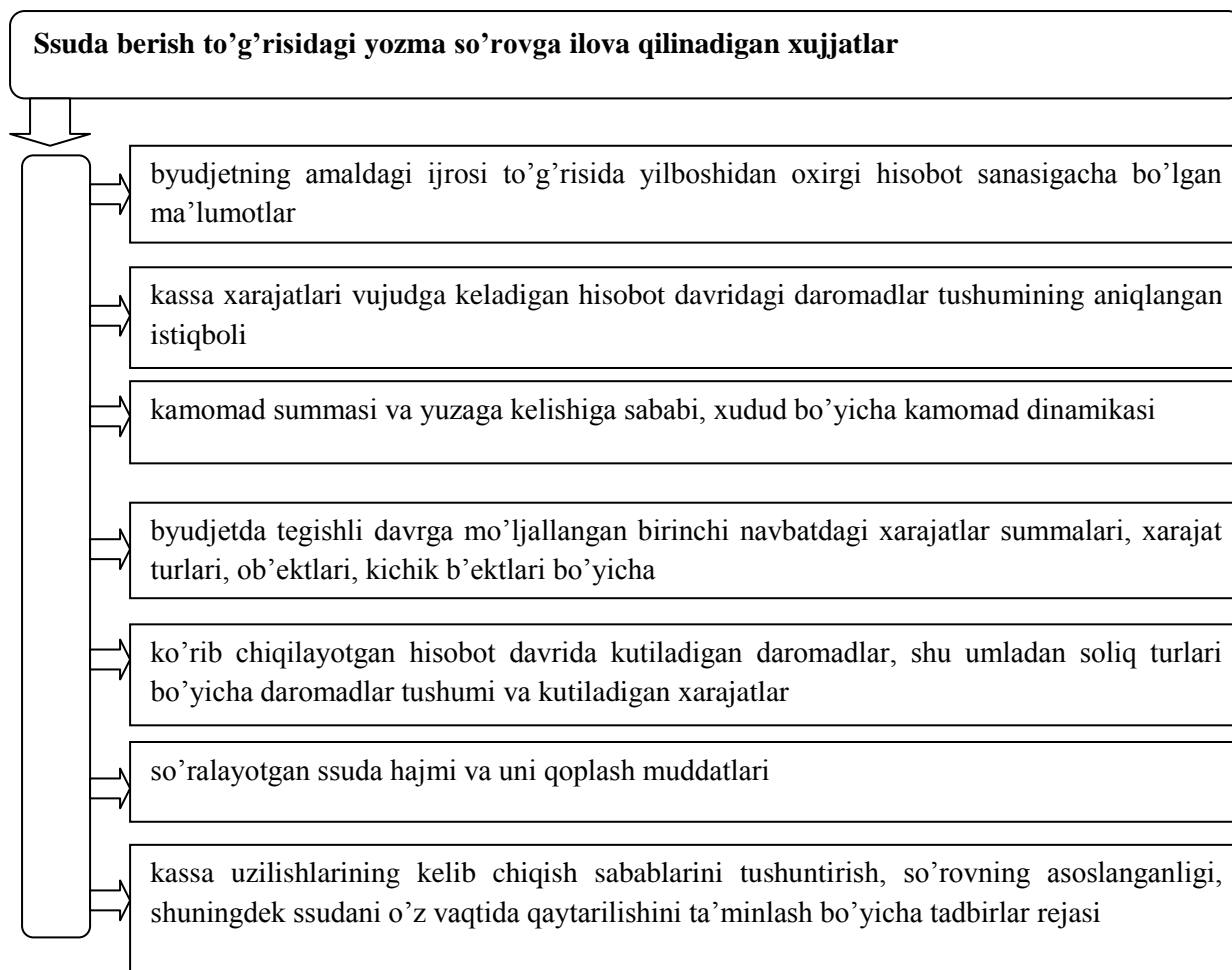 Ssuda berish to’g’risidagi yozma so’rovga ilova qilinadigan xujjatlar
byudjetning amaldagi ijrosi to’g’risida yilboshidan oxirgi hisobot sanasigacha bo’lgan
ma’lumotlar
kassa xarajatlari vujudga keladigan hisobot davridagi daromadlar tushumining aniqlangan
istiqboli
kamomad summasi va yuzaga kelishiga sababi, xudud bo’yicha kamomad dinamikasi
byudjetda tegishli davrga mo’ljallangan birinchi navbatdagi xarajatlar summalari, xarajat
turlari, ob’ektlari, kichik b’ektlari bo’yicha
ko’rib chiqilayotgan hisobot davrida kutiladigan daromadlar, shu umladan soliq turlari
bo’yicha daromadlar tushumi va kutiladigan xarajatlar
so’ralayotgan ssuda hajmi va uni qoplash muddatlari
kassa uzilishlarining kelib chiqish sabablarini tushuntirish, so’rovning asoslanganligi,
shuningdek ssudani o’z vaqtida qaytarilishini ta’minlash bo’yicha tadbirlar rejasi